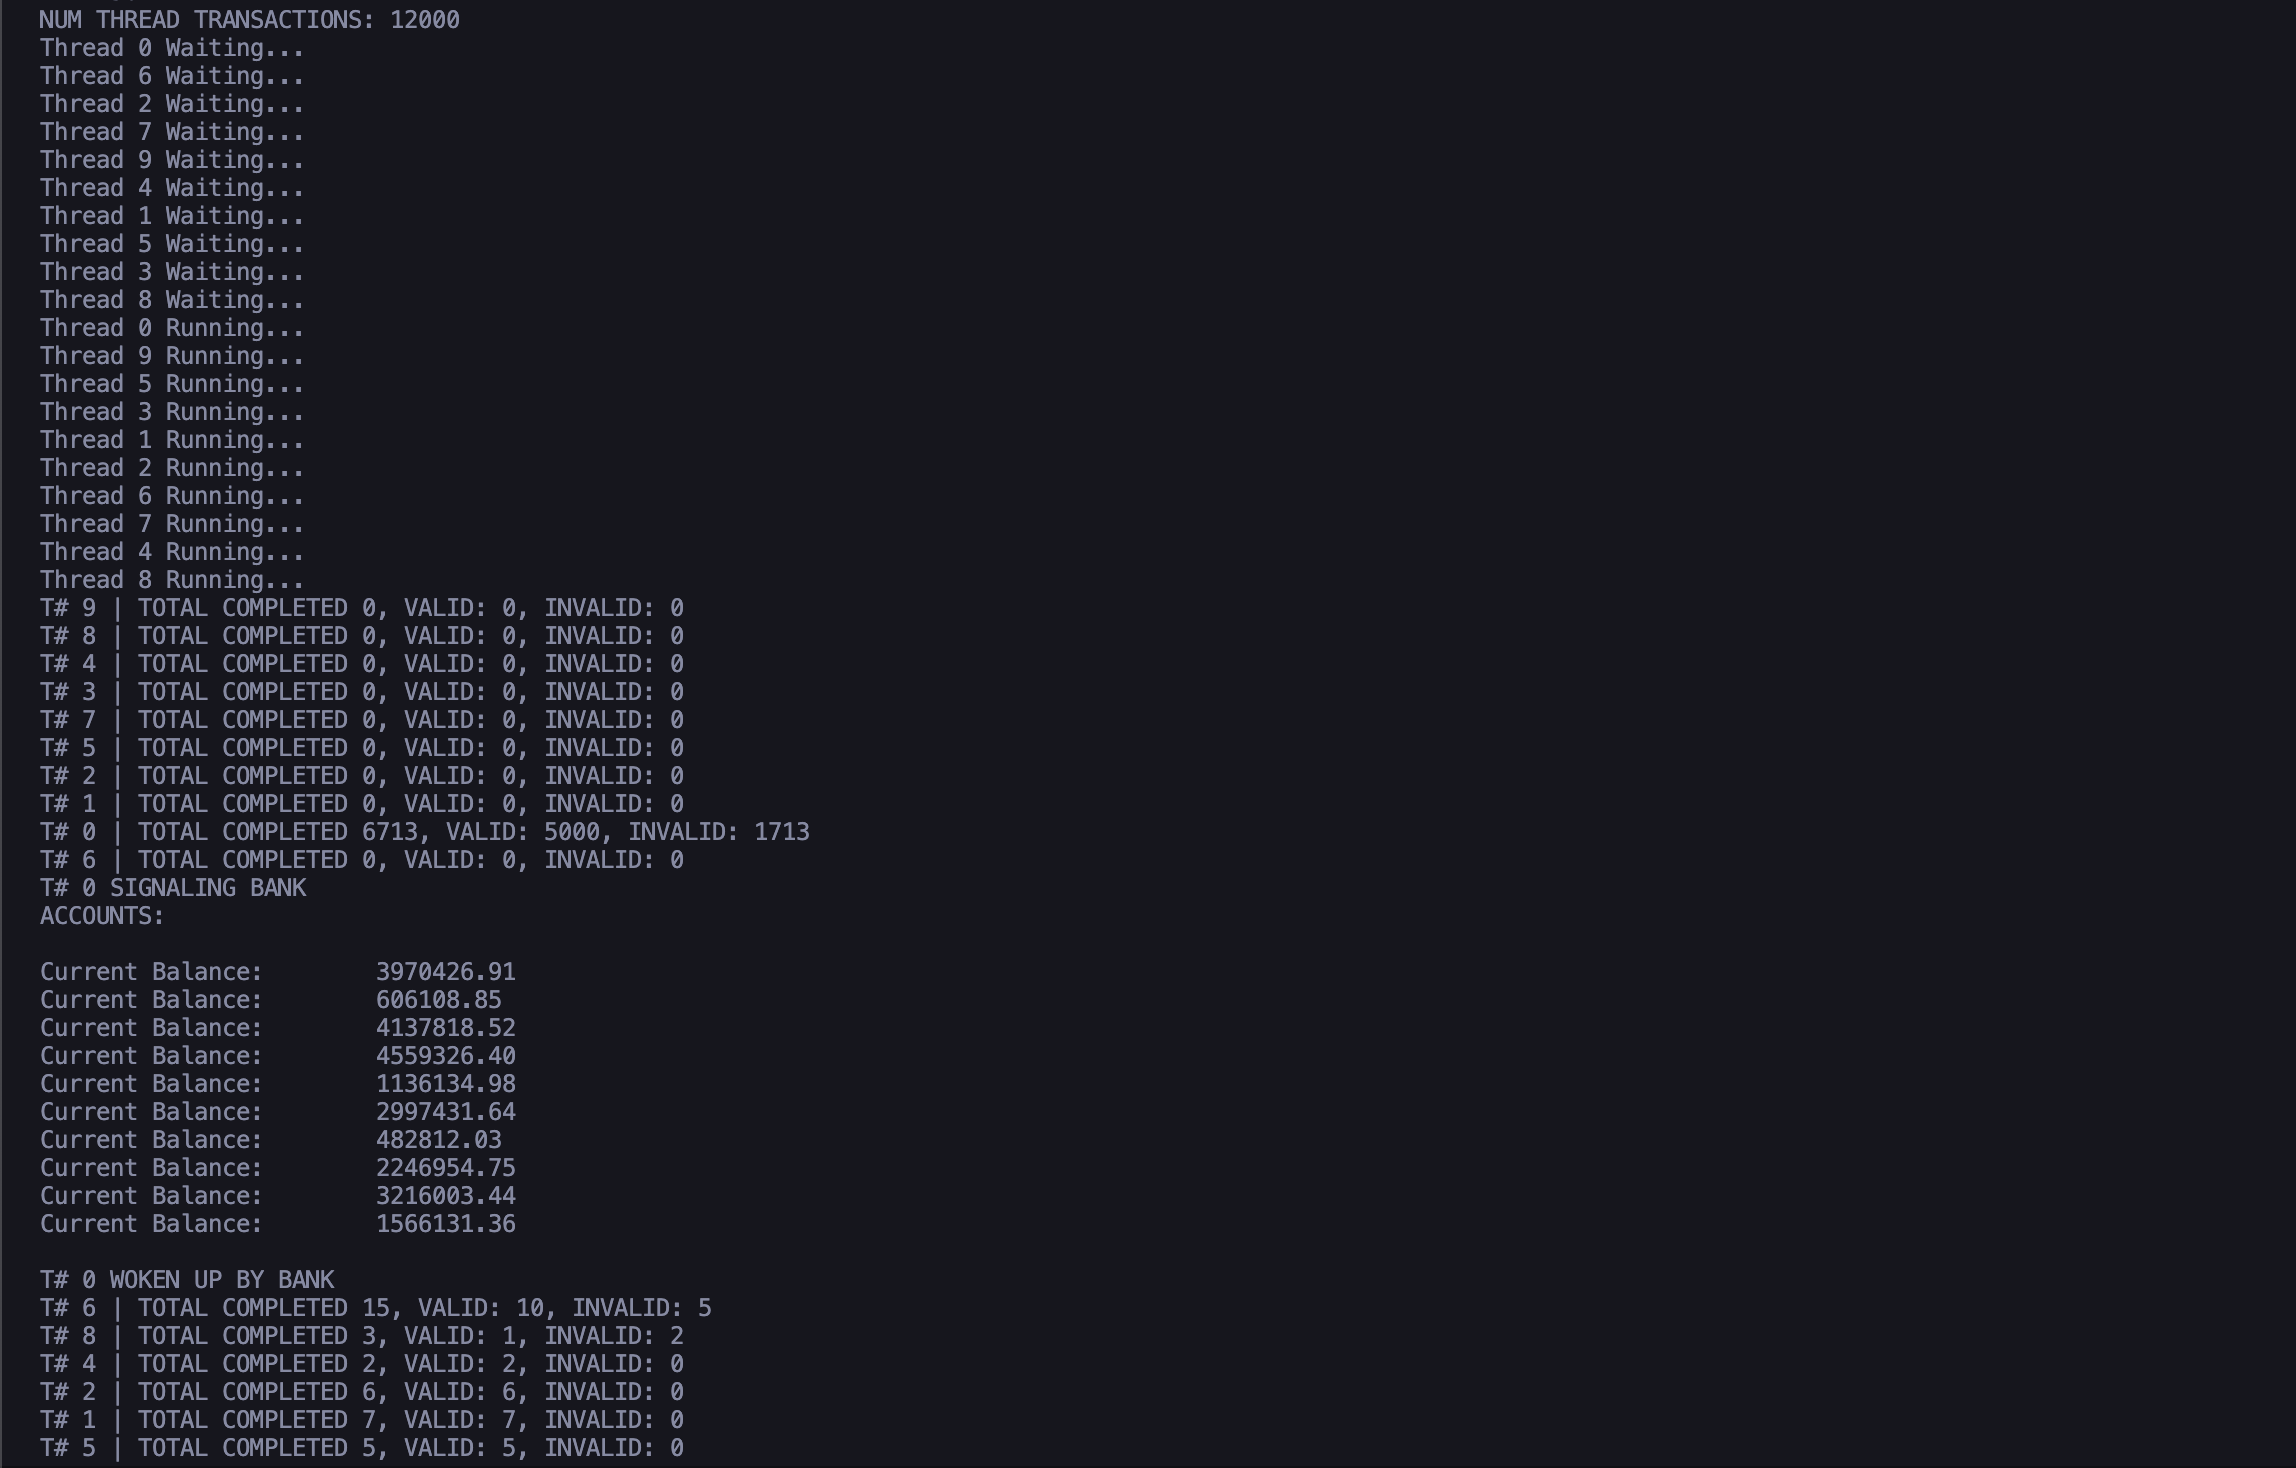 NUM THREAD TRANSACTIONS: 12000
Thread 0 Waiting...
Thread 6 Waiting...
Thread 2 Waiting...
Thread 7 Waiting...
Thread 9 Waiting...
Thread 4 Waiting...
Thread 1 Waiting...
Thread 5 Waiting...
Thread 3 Waiting...
Thread 8 Waiting...
Thread 0 Running...
Thread 9 Running...
Thread 5 Running...
Thread 3 Running...
Thread 1 Running...
Thread 2 Running...
Thread 6 Running...
Thread 7 Running...
Thread 4 Running...
Thread 8 Running...
T# 9 | TOTAL COMPLETED 0, VALID: 0, INVALID: 0
T# 8 | TOTAL COMPLETED 0, VALID: 0, INVALID: 0
T# 4 | TOTAL COMPLETED 0, VALID: 0, INVALID: 0
T# 3 | TOTAL COMPLETED 0, VALID: 0, INVALID: 0
T# 7 | TOTAL COMPLETED 0, VALID: 0, INVALID: 0
T# 5 | TOTAL COMPLETED 0, VALID: 0, INVALID: 0
T# 2 | TOTAL COMPLETED 0, VALID: 0, INVALID: 0
T# 1 | TOTAL COMPLETED 0, VALID: 0, INVALID: 0
T# 0 | TOTAL COMPLETED 6713, VALID: 5000, INVALID: 1713
T# 6 | TOTAL COMPLETED 0, VALID: 0, INVALID: 0
T# 0 SIGNALING BANK
ACCOUNTS:

Current Balance:        3970426.91
Current Balance:        606108.85
Current Balance:        4137818.52
Current Balance:        4559326.40
Current Balance:        1136134.98
Current Balance:        2997431.64
Current Balance:        482812.03
Current Balance:        2246954.75
Current Balance:        3216003.44
Current Balance:        1566131.36

T# 0 WOKEN UP BY BANK
T# 6 | TOTAL COMPLETED 15, VALID: 10, INVALID: 5
T# 8 | TOTAL COMPLETED 3, VALID: 1, INVALID: 2
T# 4 | TOTAL COMPLETED 2, VALID: 2, INVALID: 0
T# 2 | TOTAL COMPLETED 6, VALID: 6, INVALID: 0
T# 1 | TOTAL COMPLETED 7, VALID: 7, INVALID: 0
T# 5 | TOTAL COMPLETED 5, VALID: 5, INVALID: 0